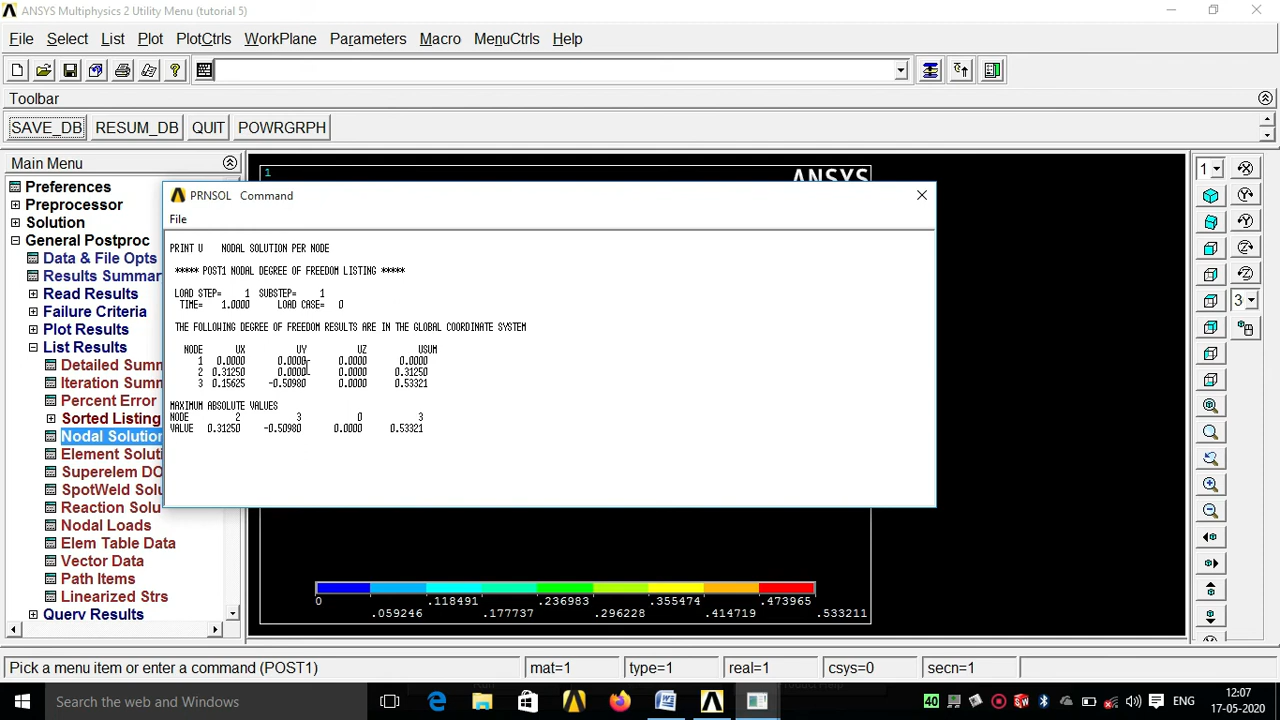 ANSYS Multiphysics 2 Utility Menu (tutorial 5)
File Select List Plot PlotCtrls WorkPlane Parameters Macro MenuCtrls Help
Toolbar
SAVE_DB RESUM_DB QUIT POWRGRPH
Main Menu
Preferences
Preprocessor
Solution
General Postproc
Data & File Opts
Results Summar
Read Results
Failure Criteria
Plot Results
List Results
Detailed Summ
Iteration Summ
Percent Error
Sorted Listing
Nodal Solution
Element Soluti
Superelem DO
SpotWeld Solu
Reaction Solu
Nodal Loads
Elem Table Data
Vector Data
Path Items
Linearized Strs
Query Results
1
ANSYS
PRNSOL Command
File
PRINT U NODAL SOLUTION PER NODE
***** POST1 NODAL DEGREE OF FREEDOM LISTING *****
LOAD STEP= 1 SUBSTEP= 1
TIME= 1.0000 LOAD CASE= 0
THE FOLLOWING DEGREE OF FREEDOM RESULTS ARE IN THE GLOBAL COORDINATE SYSTEM
NODE UX UY UZ USUM
1 0.0000 0.0000 0.0000 0.0000
2 0.31250 0.0000 0.0000 0.31250
3 0.15625 -0.50980 0.0000 0.53321
MAXIMUM ABSOLUTE VALUES
NODE 2 3 0 3
VALUE 0.31250 -0.50980 0.0000 0.53321
0 .118491 .236983 .355474 .473965
.059246 .177737 .296228 .414719 .533211
1
3
Pick a menu item or enter a command (POST1) mat=1 type=1 real=1 csys=0 secn=1
Search the web and Windows
40
ENG
12:07
17-05-2020